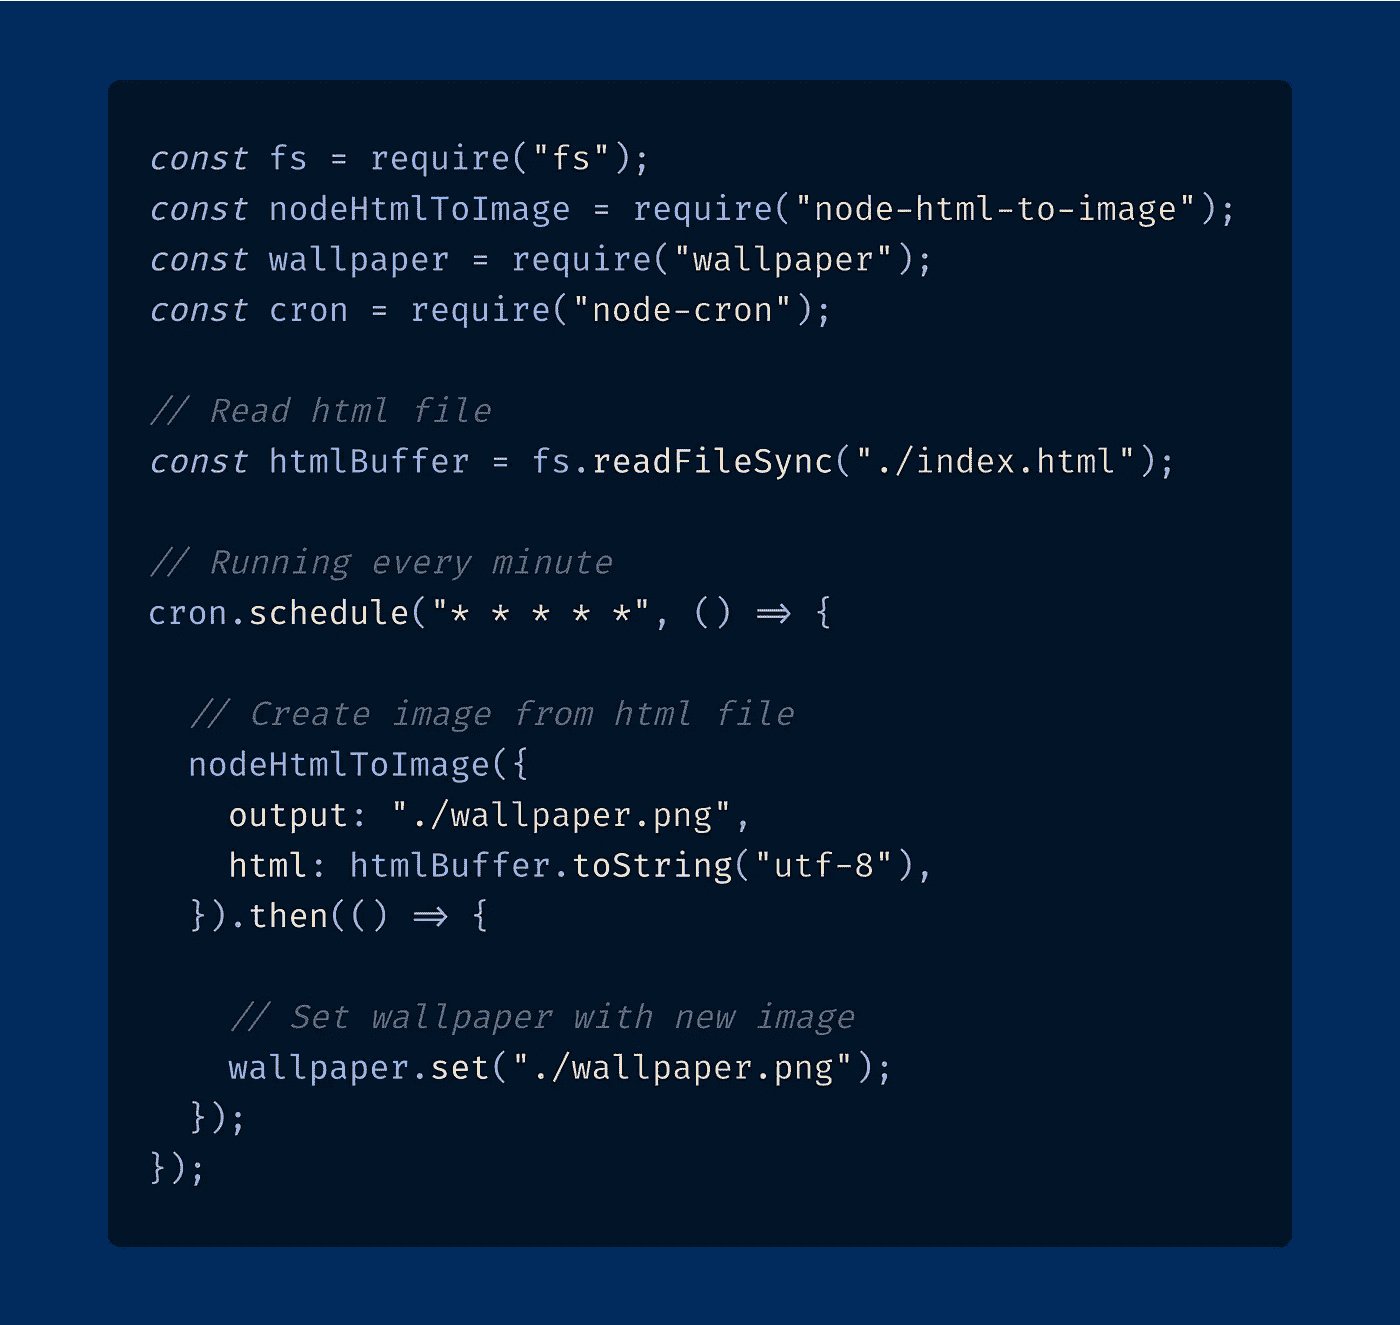 const fs = require("fs");
const nodeHtmlToImage = require("node-html-to-image");
const wallpaper = require("wallpaper");
const cron = require("node-cron");
// Read html file
const htmlBuffer = fs.readFileSync("./index.html");
// Running every minute
cron.schedule("* * * * *", () => {
// Create image from html file
nodeHtmlToImage({
output: "./wallpaper.png",
html: htmlBuffer.toString("utf-8"),
}).then(() => {
// Set wallpaper with new image
wallpaper.set("./wallpaper.png");
});
});